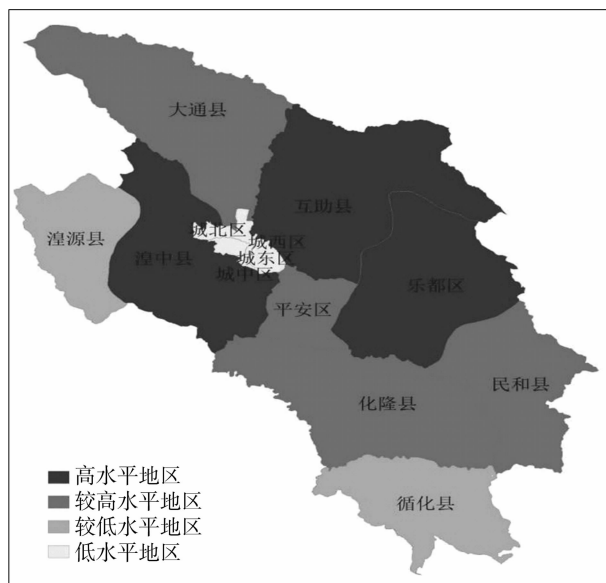 大通县
互助县
湟源县
城北区
湟中县
城西区
城东区
城中区
乐都区
平安区
民和县
化隆县
循化县
高水平地区
较高水平地区
较低水平地区
低水平地区